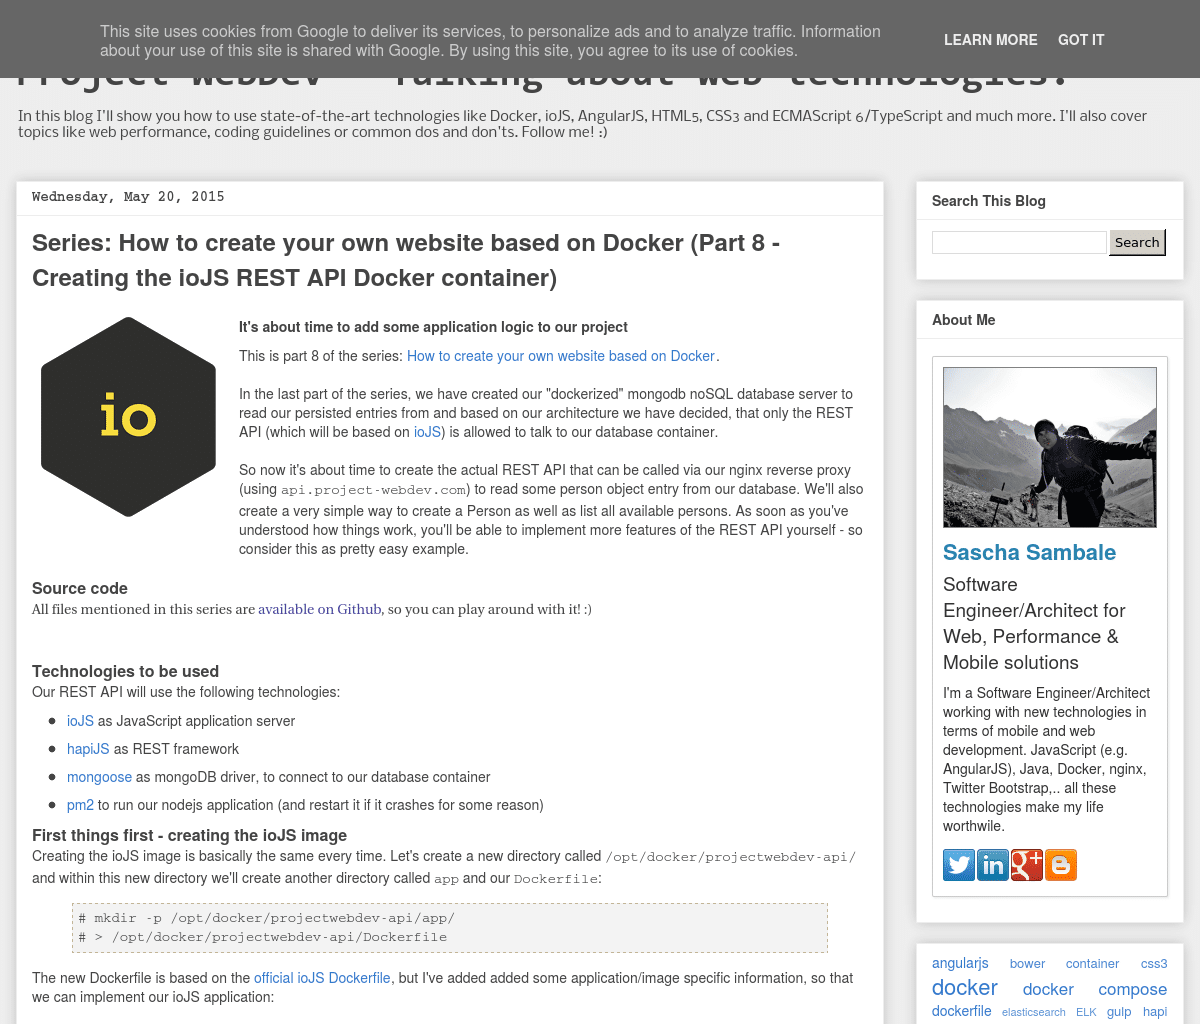 This site uses cookies from Google to deliver its services, to personalize ads and to analyze traffic. Information
about your use of this site is shared with Google. By using this site, you agree to its use of cookies.
LEARN MORE GOT IT
Project WebDev - Talking about web technologies!
In this blog I'll show you how to use state-of-the-art technologies like Docker, ioJS, AngularJS, HTML5, CSS3 and ECMAScript 6/TypeScript and much more. I'll also cover
topics like web performance, coding guidelines or common dos and don'ts. Follow me! :)
Wednesday, May 20, 2015
Series: How to create your own website based on Docker (Part 8 -
Creating the ioJS REST API Docker container)
io
It's about time to add some application logic to our project
This is part 8 of the series: How to create your own website based on Docker.
In the last part of the series, we have created our "dockerized" mongodb noSQL database server to
read our persisted entries from and based on our architecture we have decided, that only the REST
API (which will be based on ioJS) is allowed to talk to our database container.
So now it's about time to create the actual REST API that can be called via our nginx reverse proxy
(using api.project-webdev.com) to read some person object entry from our database. We'll also
create a very simple way to create a Person as well as list all available persons. As soon as you've
understood how things work, you'll be able to implement more features of the REST API yourself - so
consider this as pretty easy example.
Source code
All files mentioned in this series are available on Github, so you can play around with it! :)
Technologies to be used
Our REST API will use the following technologies:
ioJS as JavaScript application server
hapiJS as REST framework
mongoose as mongoDB driver, to connect to our database container
pm2 to run our nodejs application (and restart it if it crashes for some reason)
First things first - creating the ioJS image
Creating the ioJS image is basically the same every time. Let's create a new directory called /opt/docker/projectwebdev-api/
and within this new directory we'll create another directory called app and our Dockerfile:
# mkdir -p /opt/docker/projectwebdev-api/app/
# > /opt/docker/projectwebdev-api/Dockerfile
The new Dockerfile is based on the official ioJS Dockerfile, but I've added added some application/image specific information, so that
we can implement our ioJS application:
Search This Blog
Search
About Me
Sascha Sambale
Software
Engineer/Architect for
Web, Performance &
Mobile solutions
I'm a Software Engineer/Architect
working with new technologies in
terms of mobile and web
development. JavaScript (e.g.
AngularJS), Java, Docker, nginx,
Twitter Bootstrap,.. all these
technologies make my life
worthwile.
in
g+
angularjs bower container css3
docker docker compose
dockerfile elasticsearch ELK gulp hapi